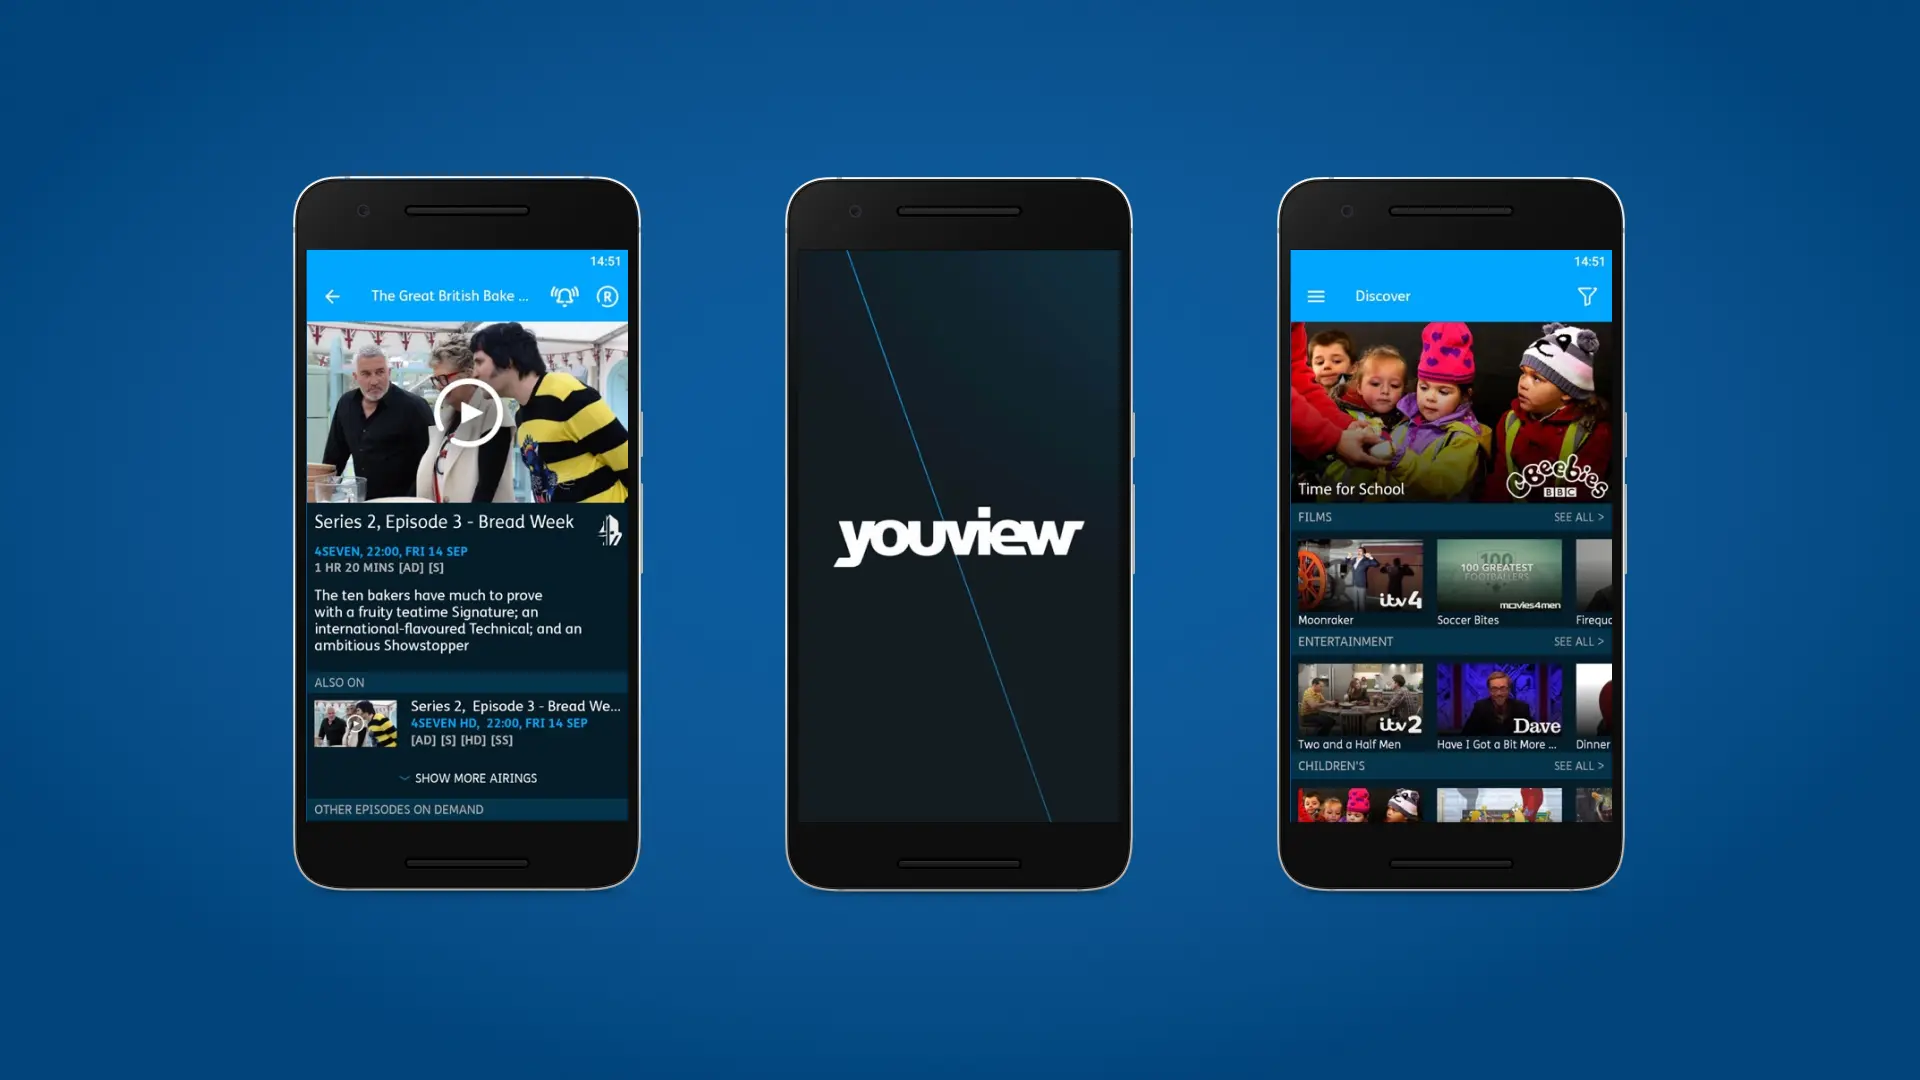 14:51
The Great British Bake ...
R
Series 2, Episode 3 - Bread Week
4SEVEN, 22:00, FRI 14 SEP
1 HR 20 MINS [AD] [S]
The ten bakers have much to prove
with a fruity teatime Signature; an
international-flavoured Technical; and an
ambitious Showstopper
ALSO ON
Series 2, Episode 3 - Bread We...
4SEVEN HD, 22:00, FRI 14 SEP
[AD] [S] [HD] [SS]
SHOW MORE AIRINGS
OTHER EPISODES ON DEMAND
youview
14:51
Discover
Time for School
CBeebies
BBC
FILMS SEE ALL >
itv4
100
100 GREATEST
FOOTBALLERS
movies4men
Moonraker Soccer Bites Firequ
ENTERTAINMENT SEE ALL >
itv2 Dave
Two and a Half Men Have I Got a Bit More ... Dinner
CHILDREN'S SEE ALL >